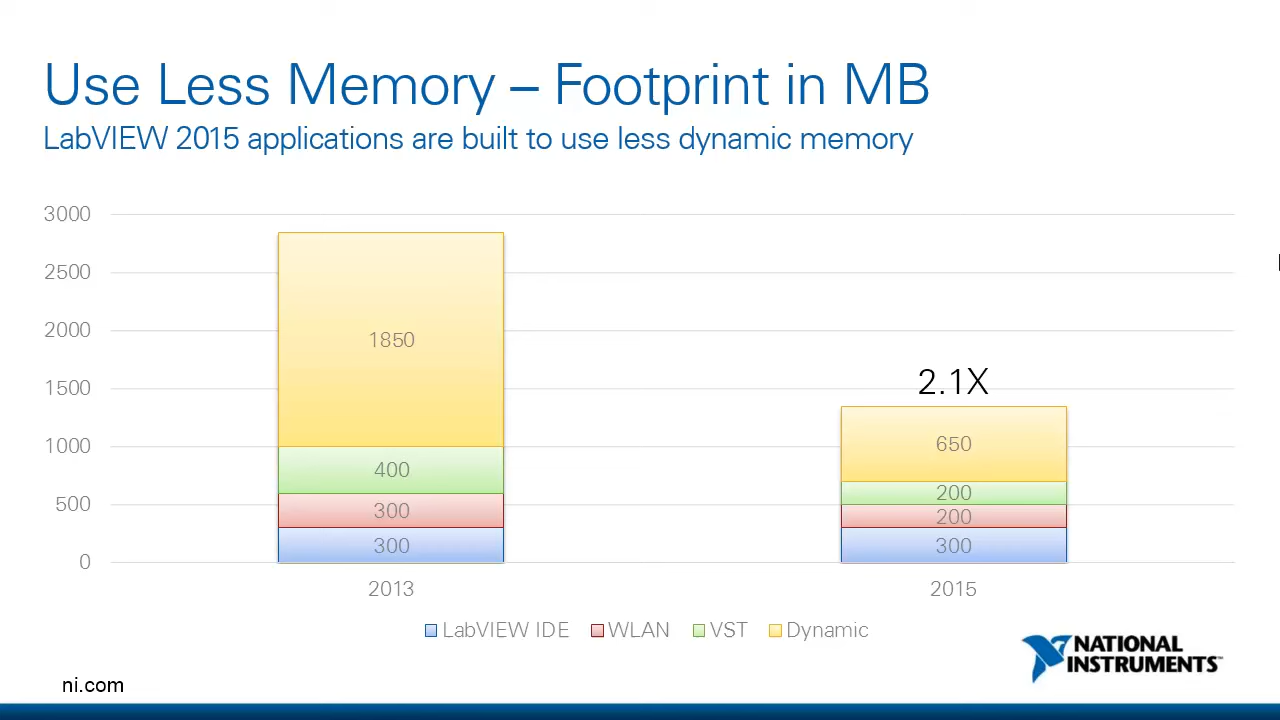 Use Less Memory – Footprint in MB
LabVIEW 2015 applications are built to use less dynamic memory
3000
2500
2000
1500
1000
500
0
1850
400
300
300
2.1X
650
200
200
300
2013
2015
LabVIEW IDE
WLAN
VST
Dynamic
NATIONAL
INSTRUMENTS™
ni.com